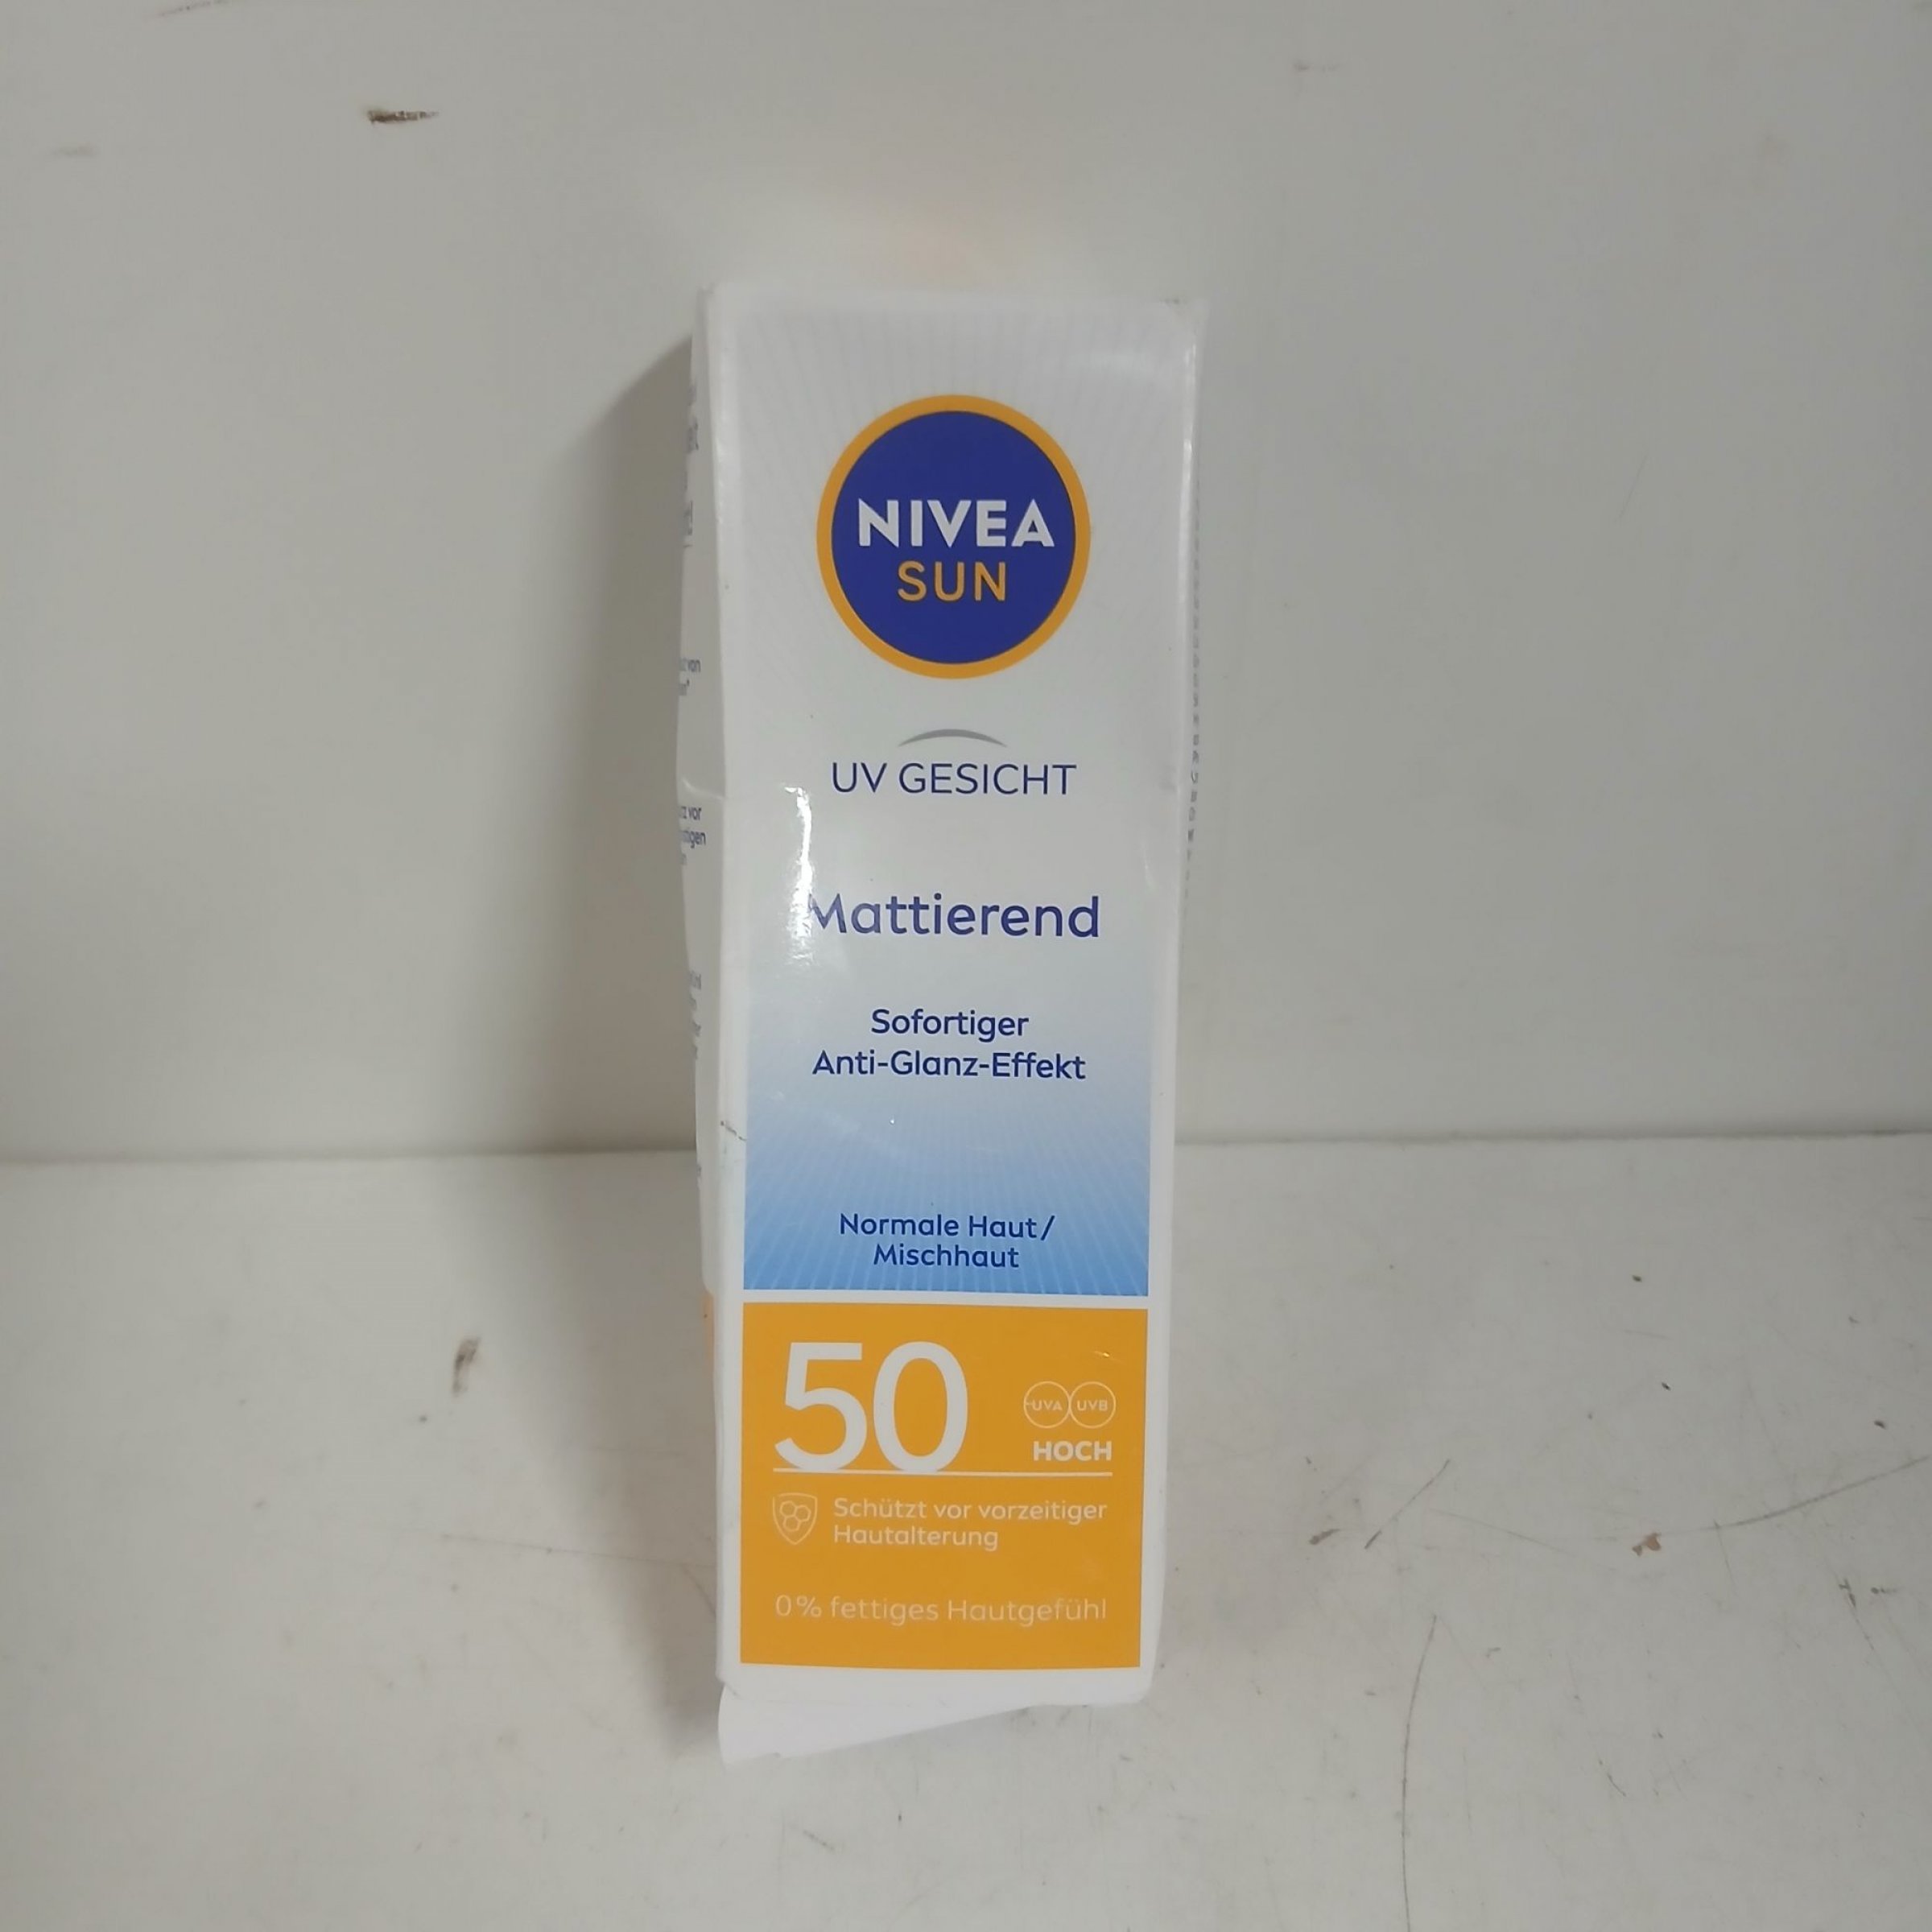 NIVEA
SUN
UV GESICHT
Mattierend
Sofortiger
Anti-Glanz-Effekt
Normale Haut/
Mischhaut
50
UVA UVB
HOCH
Schützt vor vorzeitiger
Hautalterung
0% fettiges Hautgefühl